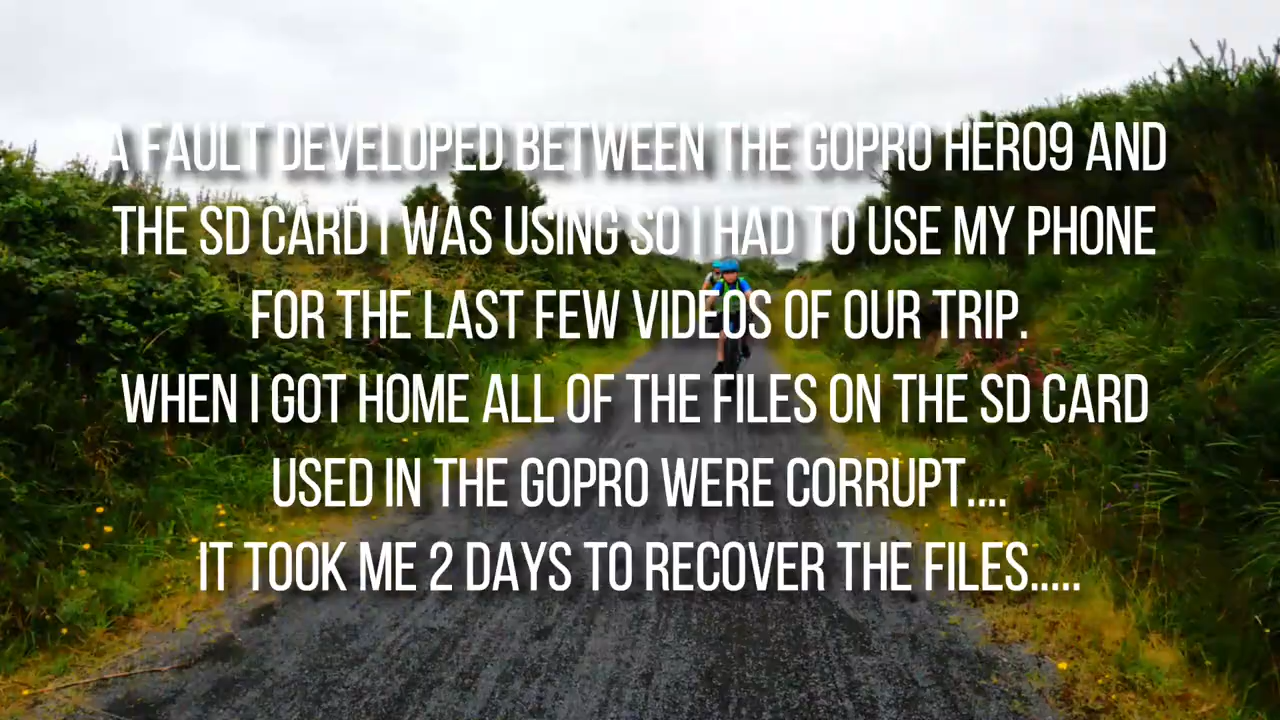 A FAULT DEVELOPED BETWEEN THE GOPRO HERO9 AND
THE SD CARD I WAS USING SO I HAD TO USE MY PHONE
FOR THE LAST FEW VIDEOS OF OUR TRIP.
WHEN I GOT HOME ALL OF THE FILES ON THE SD CARD
USED IN THE GOPRO WERE CORRUPT....
IT TOOK ME 2 DAYS TO RECOVER THE FILES.....